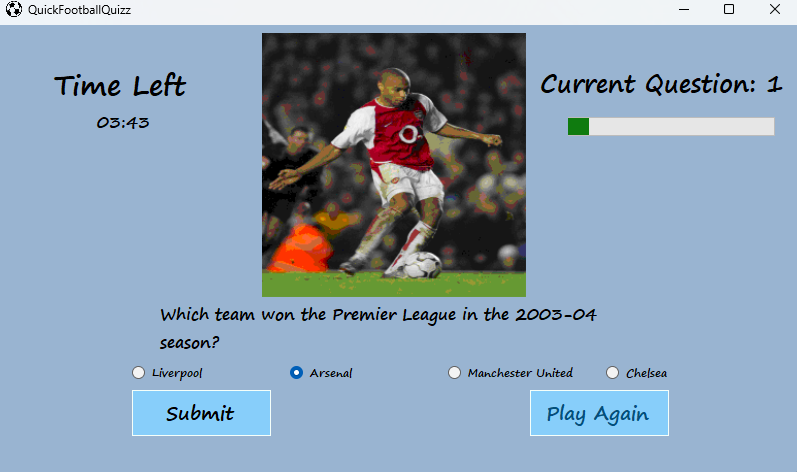 QuickFootballQuizz
Time Left
03:43
Current Question: 1
Which team won the Premier League in the 2003-04
season?
Liverpool
Arsenal
Manchester United
Chelsea
Submit
Play Again